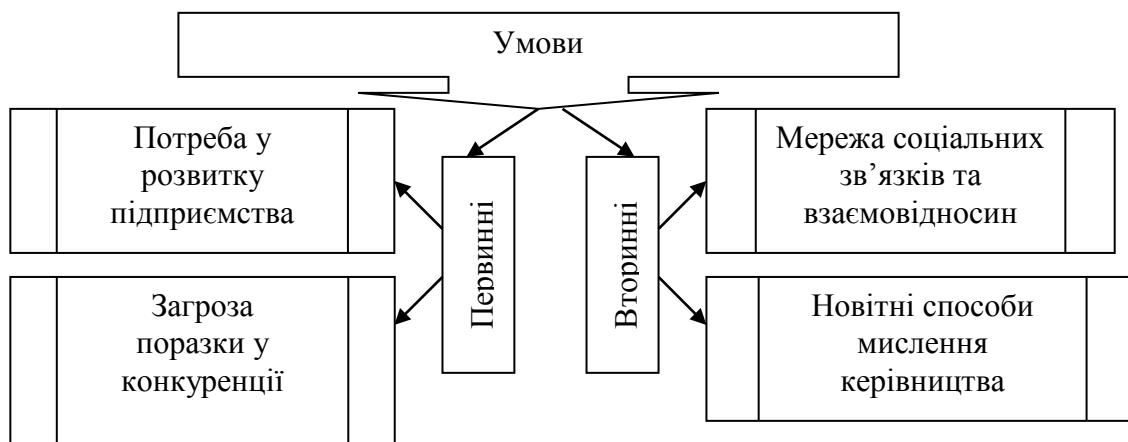 Умови
Потреба у
розвитку
підприємства
Загроза
поразки у
конкуренції
Первинні
Вторинні
Мережа соціальних
зв’язків та
взаємовідносин
Новітні способи
мислення
керівництва